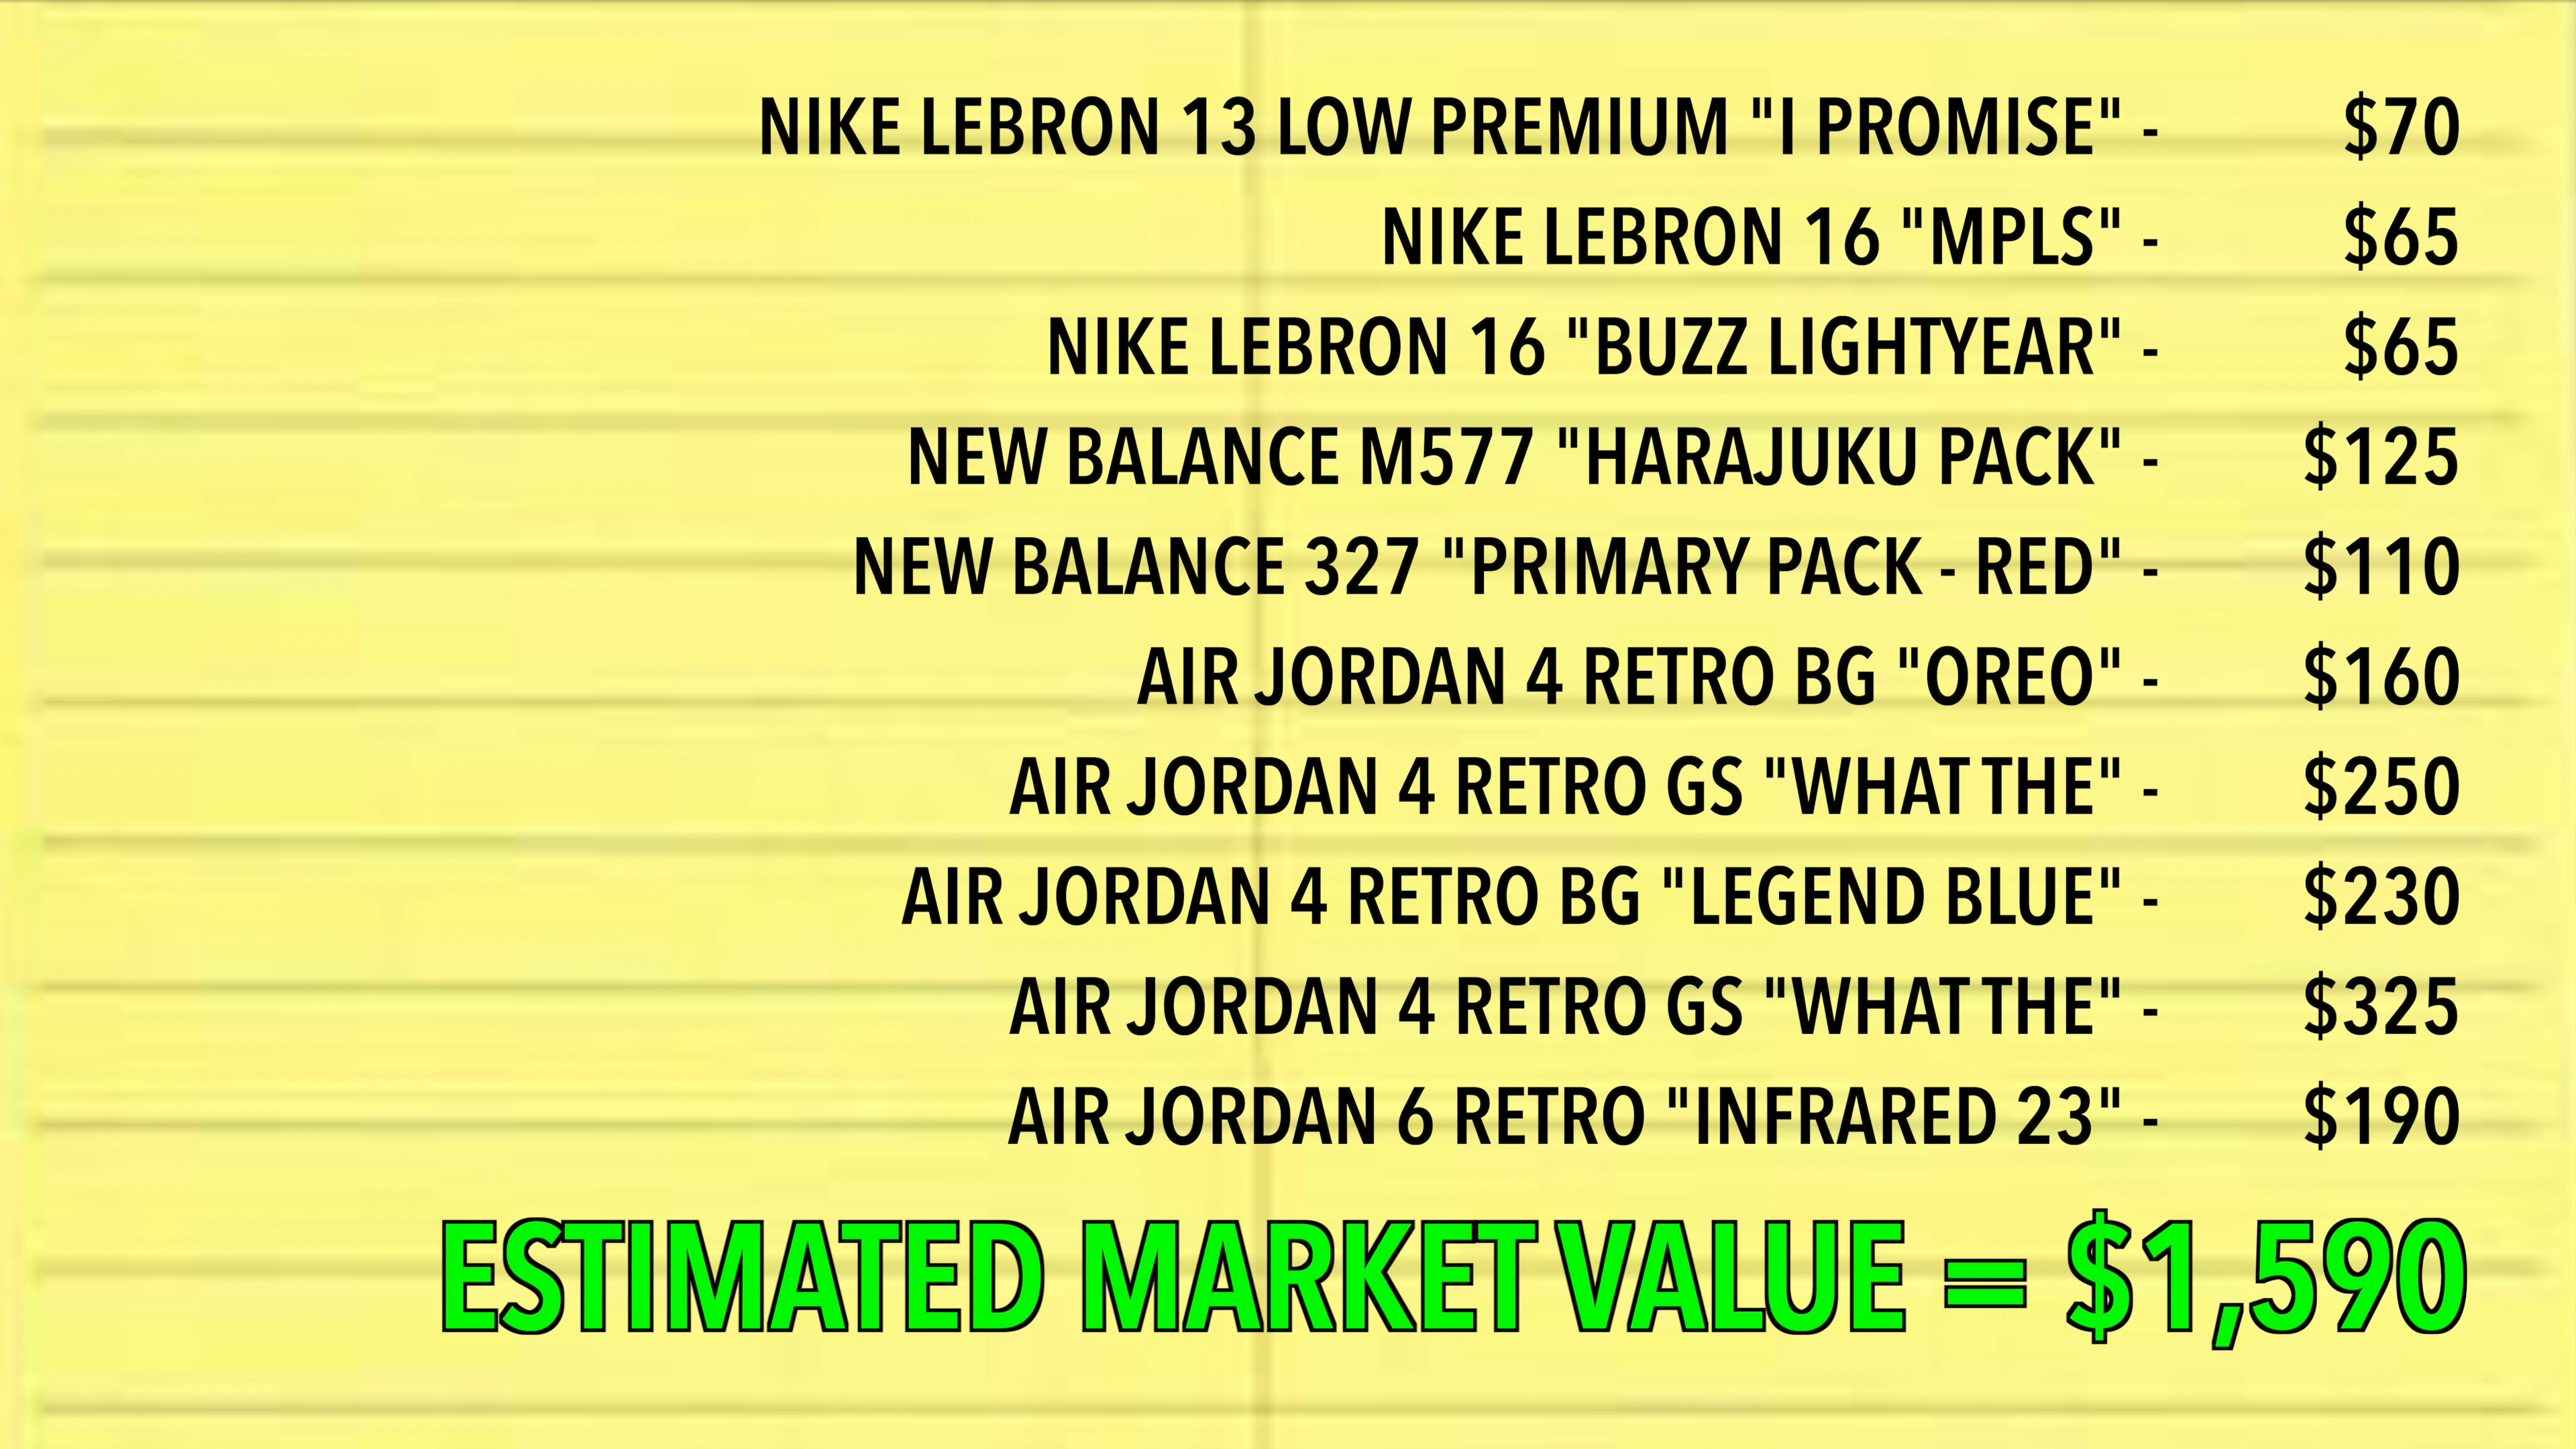 NIKE LEBRON 13 LOW PREMIUM "I PROMISE" - $70
NIKE LEBRON 16 "MPLS" - $65
NIKE LEBRON 16 "BUZZ LIGHTYEAR" - $65
NEW BALANCE M577 "HARAJUKU PACK" - $125
NEW BALANCE 327 "PRIMARY PACK - RED" - $110
AIR JORDAN 4 RETRO BG "OREO" - $160
AIR JORDAN 4 RETRO GS "WHAT THE" - $250
AIR JORDAN 4 RETRO BG "LEGEND BLUE" - $230
AIR JORDAN 4 RETRO GS "WHAT THE" - $325
AIR JORDAN 6 RETRO "INFRARED 23" - $190
ESTIMATED MARKET VALUE = $1,590